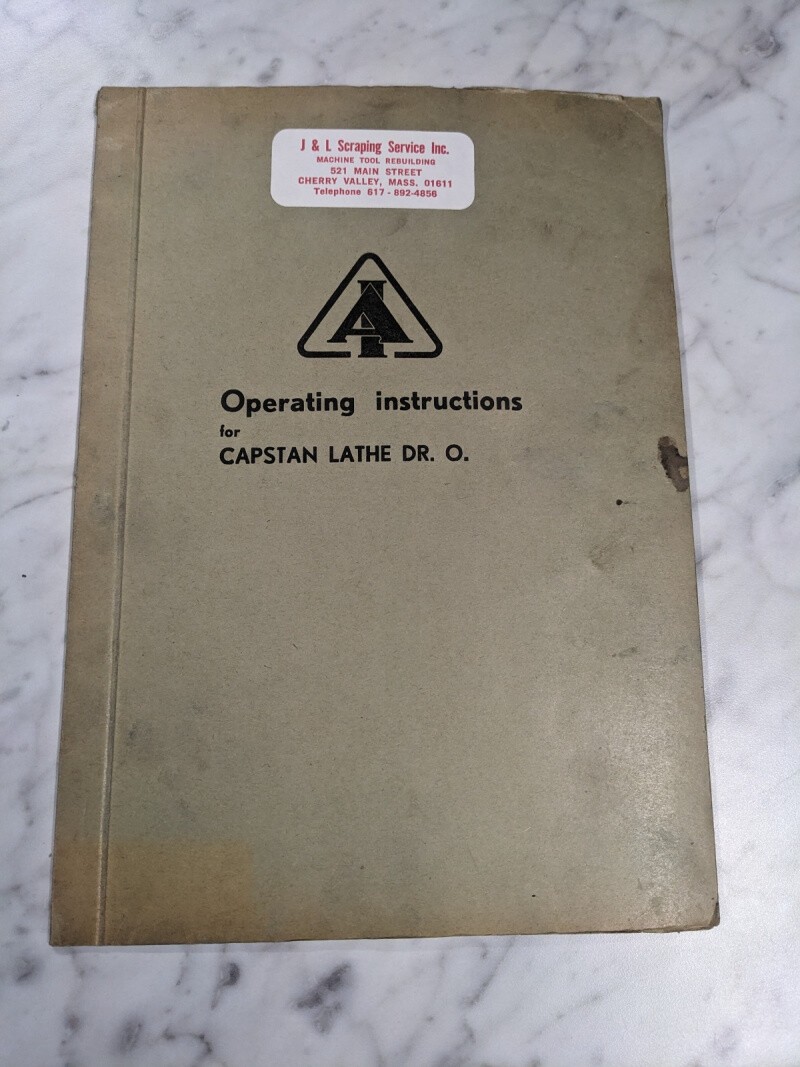 J & L Scraping Service Inc.
MACHINE TOOL REBUILDING
521 MAIN STREET
CHERRY VALLEY, MASS. 01611
Telephone 617 - 892-4856
Operating instructions
for
CAPSTAN LATHE DR. O.